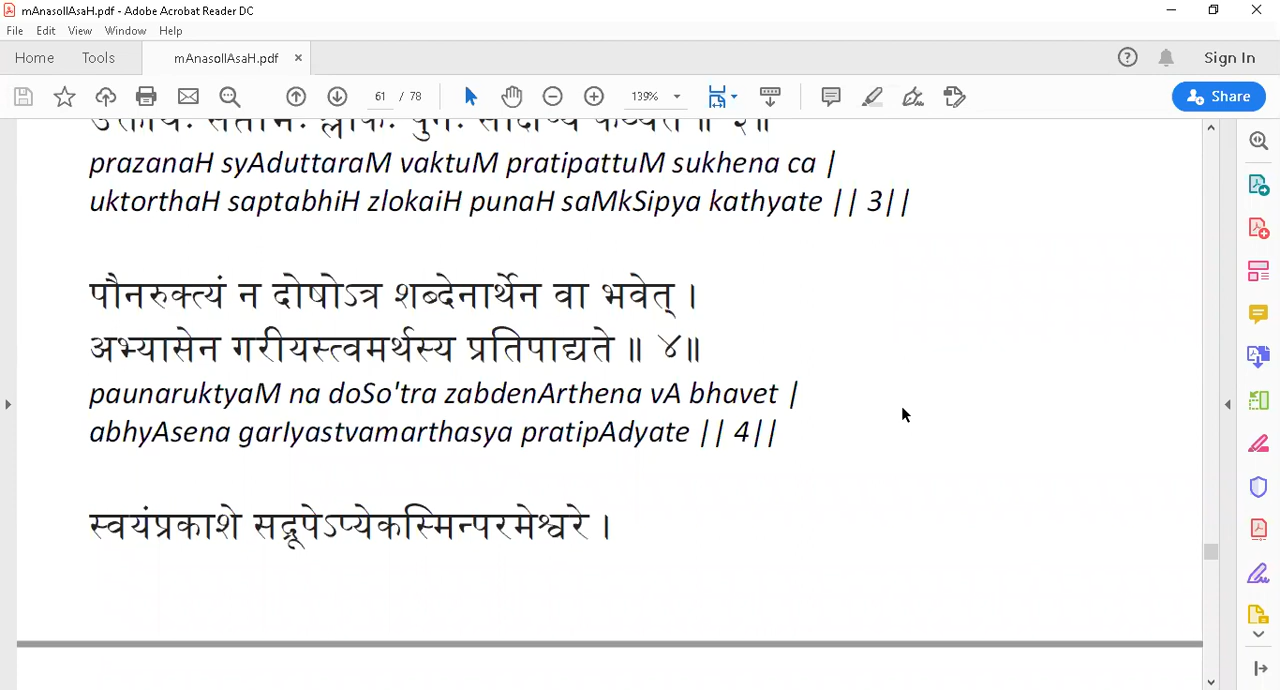 mAnasollAsaH.pdf - Adobe Acrobat Reader DC
File Edit View Window Help
Home Tools mAnasollAsaH.pdf × Sign In
61 / 78 139% Share
prazanaH syAduttaraM vaktuM pratipattuM sukhena ca |
uktorthaH saptabhiH zlokaiH punaH saMkSipya kathyate || 3||
पौनरुक्त्यं न दोषोऽत्र शब्देनार्थेन वा भवेत् ।
अभ्यासेन गरीयस्त्वमर्थस्य प्रतिपाद्यते ॥ ४॥
paunaruktyaM na doSo'tra zabdenArthena vA bhavet |
abhyAsena garIyastvamarthasya pratipAdyate || 4||
स्वयंप्रकाशे सद्रूपेऽप्येकस्मिन्परमेश्वरे ।